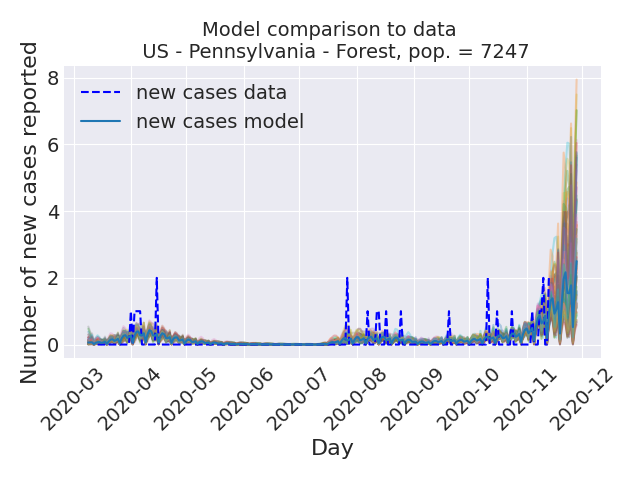 Model comparison to data
US - Pennsylvania - Forest, pop. = 7247
Number of new cases reported
8
6
4
2
0
new cases data
new cases model
2020-03
2020-04
2020-05
2020-06
2020-07
2020-08
2020-09
2020-10
2020-11
2020-12
Day